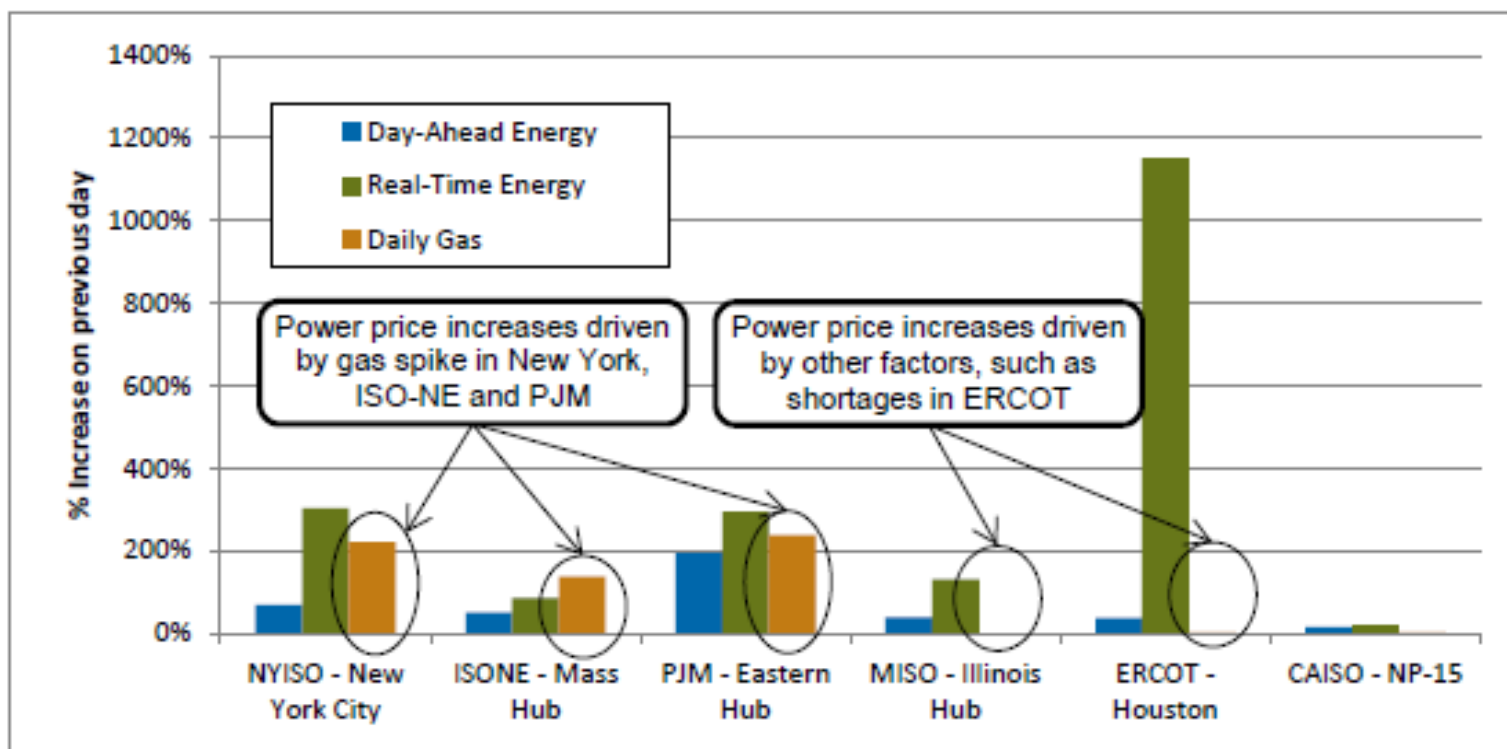 1400%
1200%
1000%
800%
600%
400%
200%
0%
% Increase on previous day
Day-Ahead Energy
Real-Time Energy
Daily Gas
Power price increases driven
by gas spike in New York,
ISO-NE and PJM
Power price increases driven
by other factors, such as
shortages in ERCOT
NYISO - New
York City
ISONE - Mass
Hub
PJM - Eastern
Hub
MISO - Illinois
Hub
ERCOT -
Houston
CAISO - NP-15